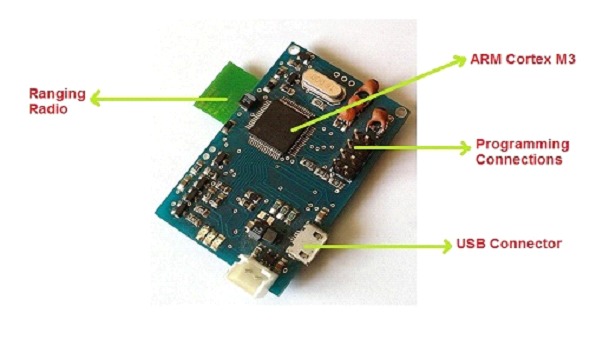 ARM Cortex M3
Ranging
Radio
Programming
Connections
USB Connector